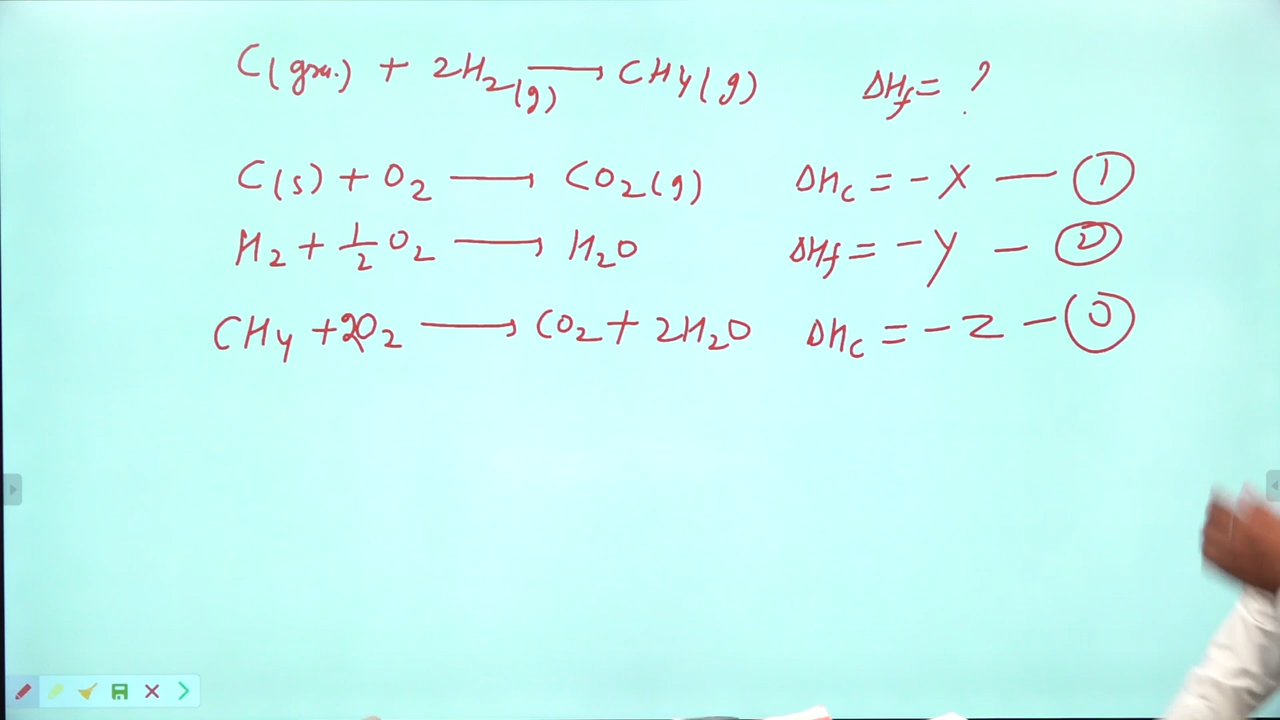 C(gra.) + 2H2(g) ⟶ CH4(g) ΔHf = ?
C(s) + O2 ⟶ CO2(g) ΔHc = -X — ①
H2 + 1/2 O2 ⟶ H2O ΔHf = -Y — ②
CH4 + 2O2 ⟶ CO2 + 2H2O ΔHc = -Z — ③